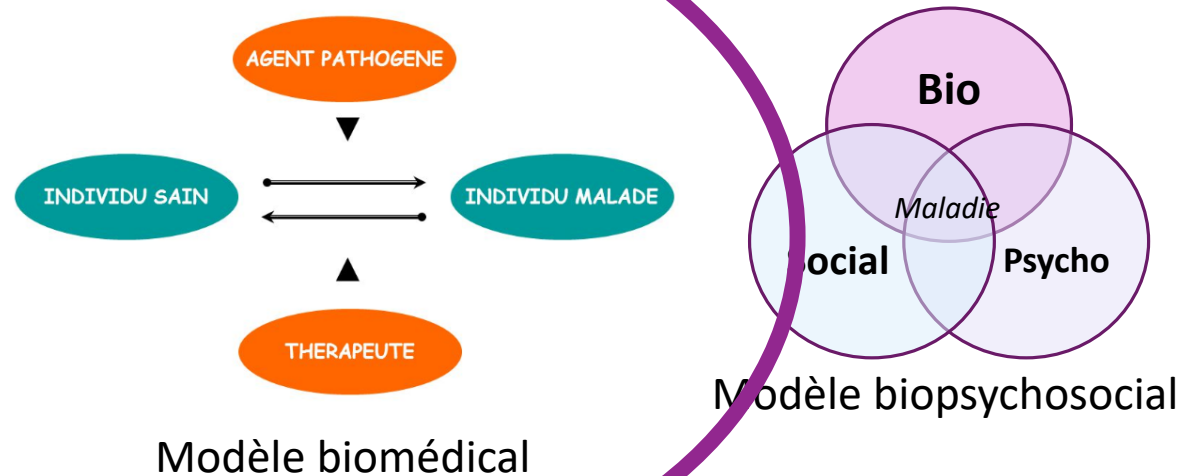 AGENT PATHOGENE
INDIVIDU SAIN
INDIVIDU MALADE
THERAPEUTE
Modèle biomédical
Bio
Maladie
Social
Psycho
Modèle biopsychosocial